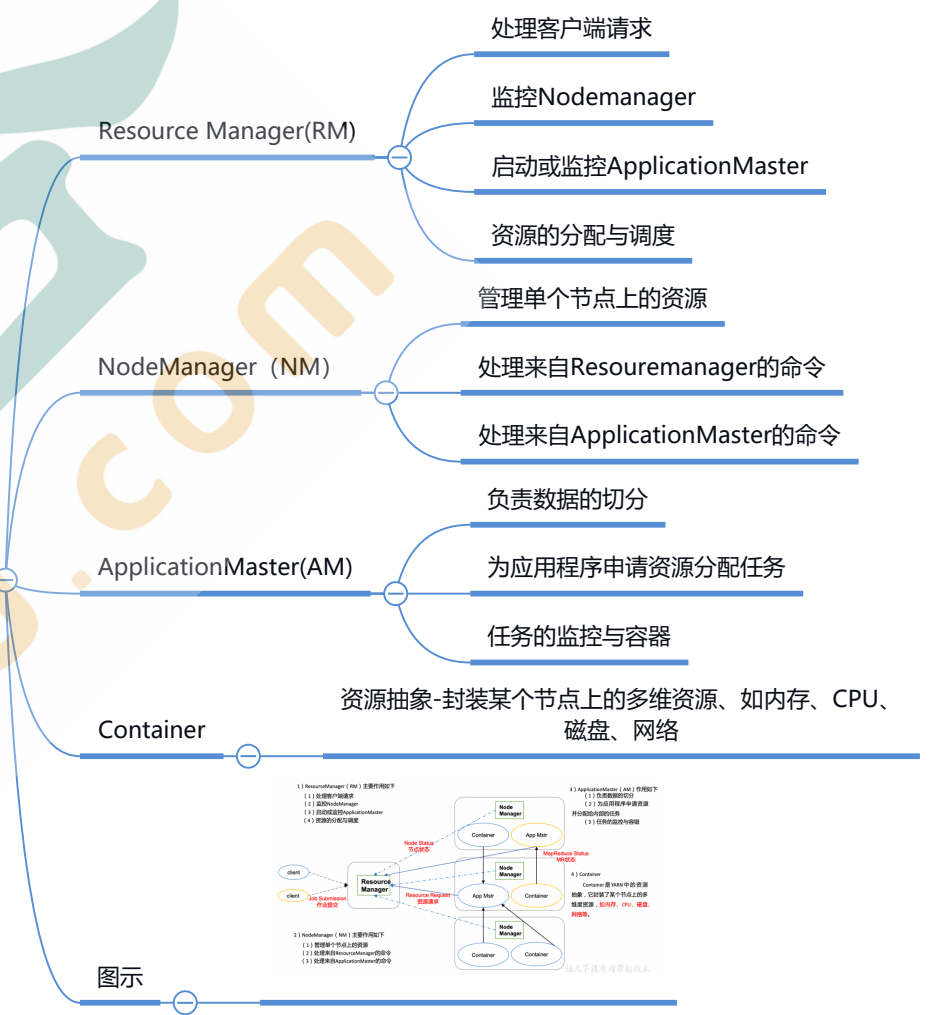 处理客户端请求
监控Nodemanager
Resource Manager(RM)
启动或监控ApplicationMaster
资源的分配与调度
管理单个节点上的资源
NodeManager（NM）
处理来自Resouremanager的命令
处理来自ApplicationMaster的命令
负责数据的切分
ApplicationMaster(AM)
为应用程序申请资源分配任务
任务的监控与容器
资源抽象-封装某个节点上的多维资源、如内存、CPU、
磁盘、网络
Container
1）ResourceManager（RM）主要作用如下
（1）处理客户端请求
（2）监控NodeManager
（3）启动或监控ApplicationMaster
（4）资源的分配与调度
3）ApplicationMaster（AM）作用如下
（1）负责数据的切分
（2）为应用程序申请资源
并分配给内部的任务
（3）任务的监控与容错
Node
Manager
Container
App Mstr
Node Status
节点状态
MapReduce Status
MR状态
client
client
Job Submission
作业提交
Resource
Manager
Resource Request
资源请求
Node
Manager
App Mstr
Container
4）Container
Container是YARN中的资源
抽象，它封装了某个节点上的多
维度资源，如内存、CPU、磁盘、
网络等。
Node
Manager
Container
Container
2）NodeManager（NM）主要作用如下
（1）管理单个节点上的资源
（2）处理来自ResourceManager的命令
（3）处理来自ApplicationMaster的命令
图示
.com